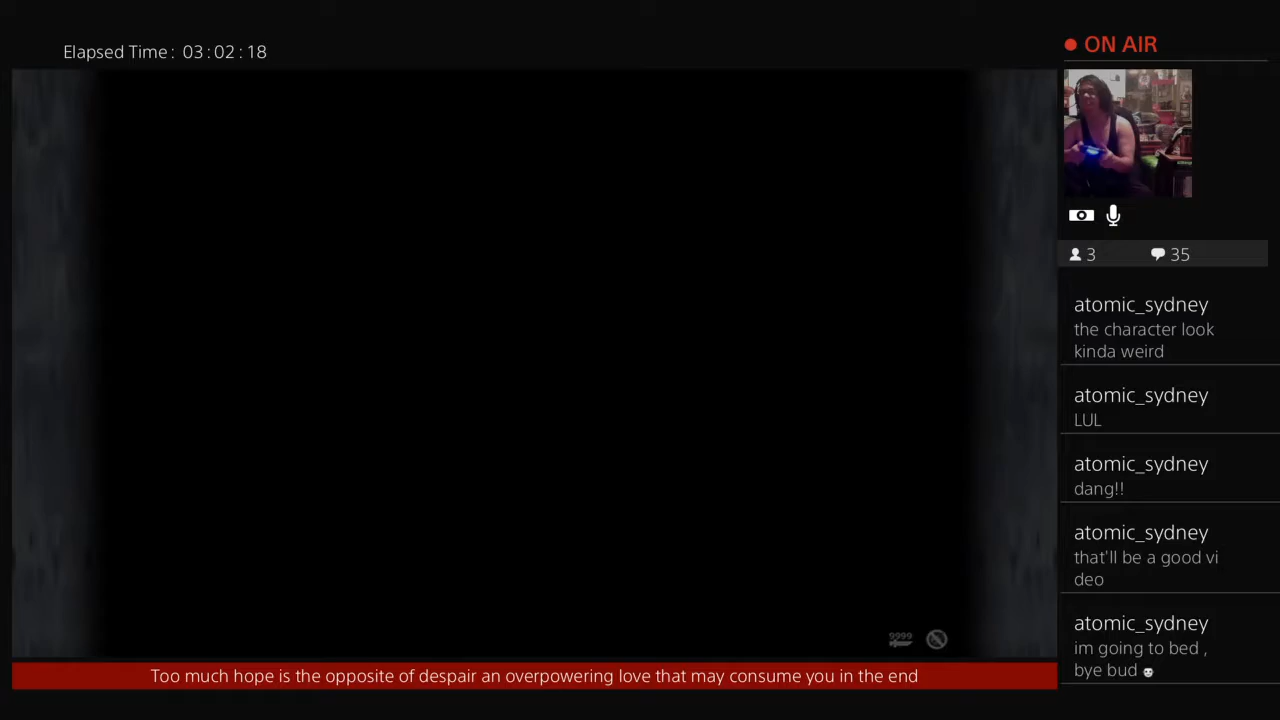 Elapsed Time: 03:02:18
ON AIR
3 35
atomic_sydney
the character look
kinda weird
atomic_sydney
LUL
atomic_sydney
dang!!
atomic_sydney
that'll be a good vi
deo
atomic_sydney
im going to bed ,
bye bud
9999
Too much hope is the opposite of despair an overpowering love that may consume you in the end